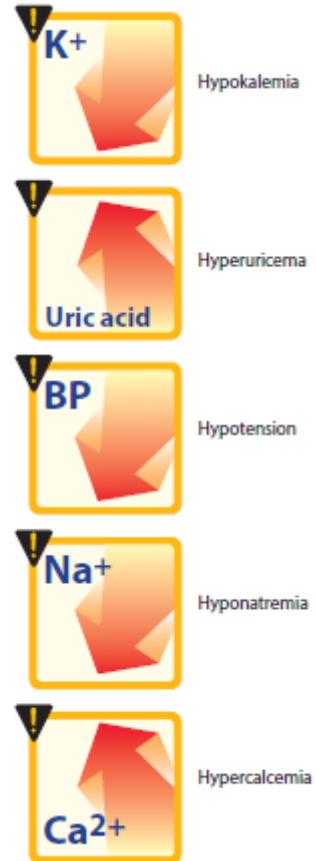 K+
Hypokalemia
Hyperuricema
Uric acid
BP
Hypotension
Na+
Hyponatremia
Hypercalcemia
Ca2+